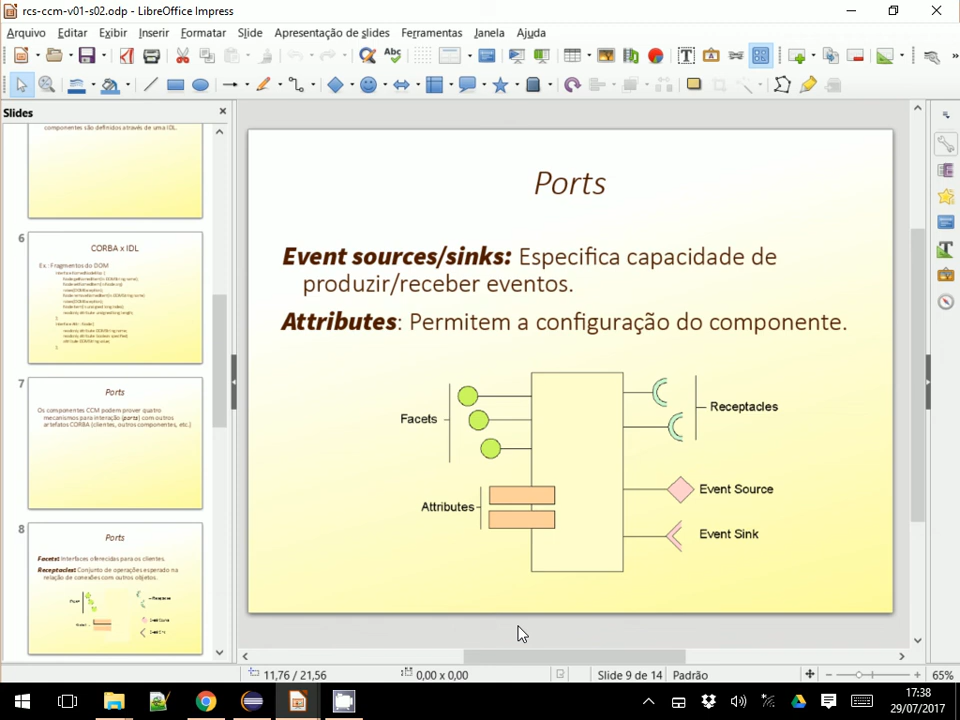 rcs-ccm-v01-s02.odp - LibreOffice Impress
Arquivo Editar Exibir Inserir Formatar Slide Apresentação de slides Ferramentas Janela Ajuda
Slides
componentes são definidos através de uma IDL.
6
CORBA x IDL
Ex.: Fragmentos do DOM
7
Ports
Os componentes CCM podem prover quatro
mecanismos para interação (ports) com outros
artefatos CORBA (clientes, outros componentes, etc.)
8
Ports
Facets: Interfaces oferecidas para os clientes.
Receptacles: Conjunto de operações esperado na
relação de conexões com outros objetos.
Ports
Event sources/sinks: Especifica capacidade de
produzir/receber eventos.
Attributes: Permitem a configuração do componente.
Facets
Receptacles
Attributes
Event Source
Event Sink
11,76 / 21,56
0,00 x 0,00
Slide 9 de 14
Padrão
65%
17:38
29/07/2017